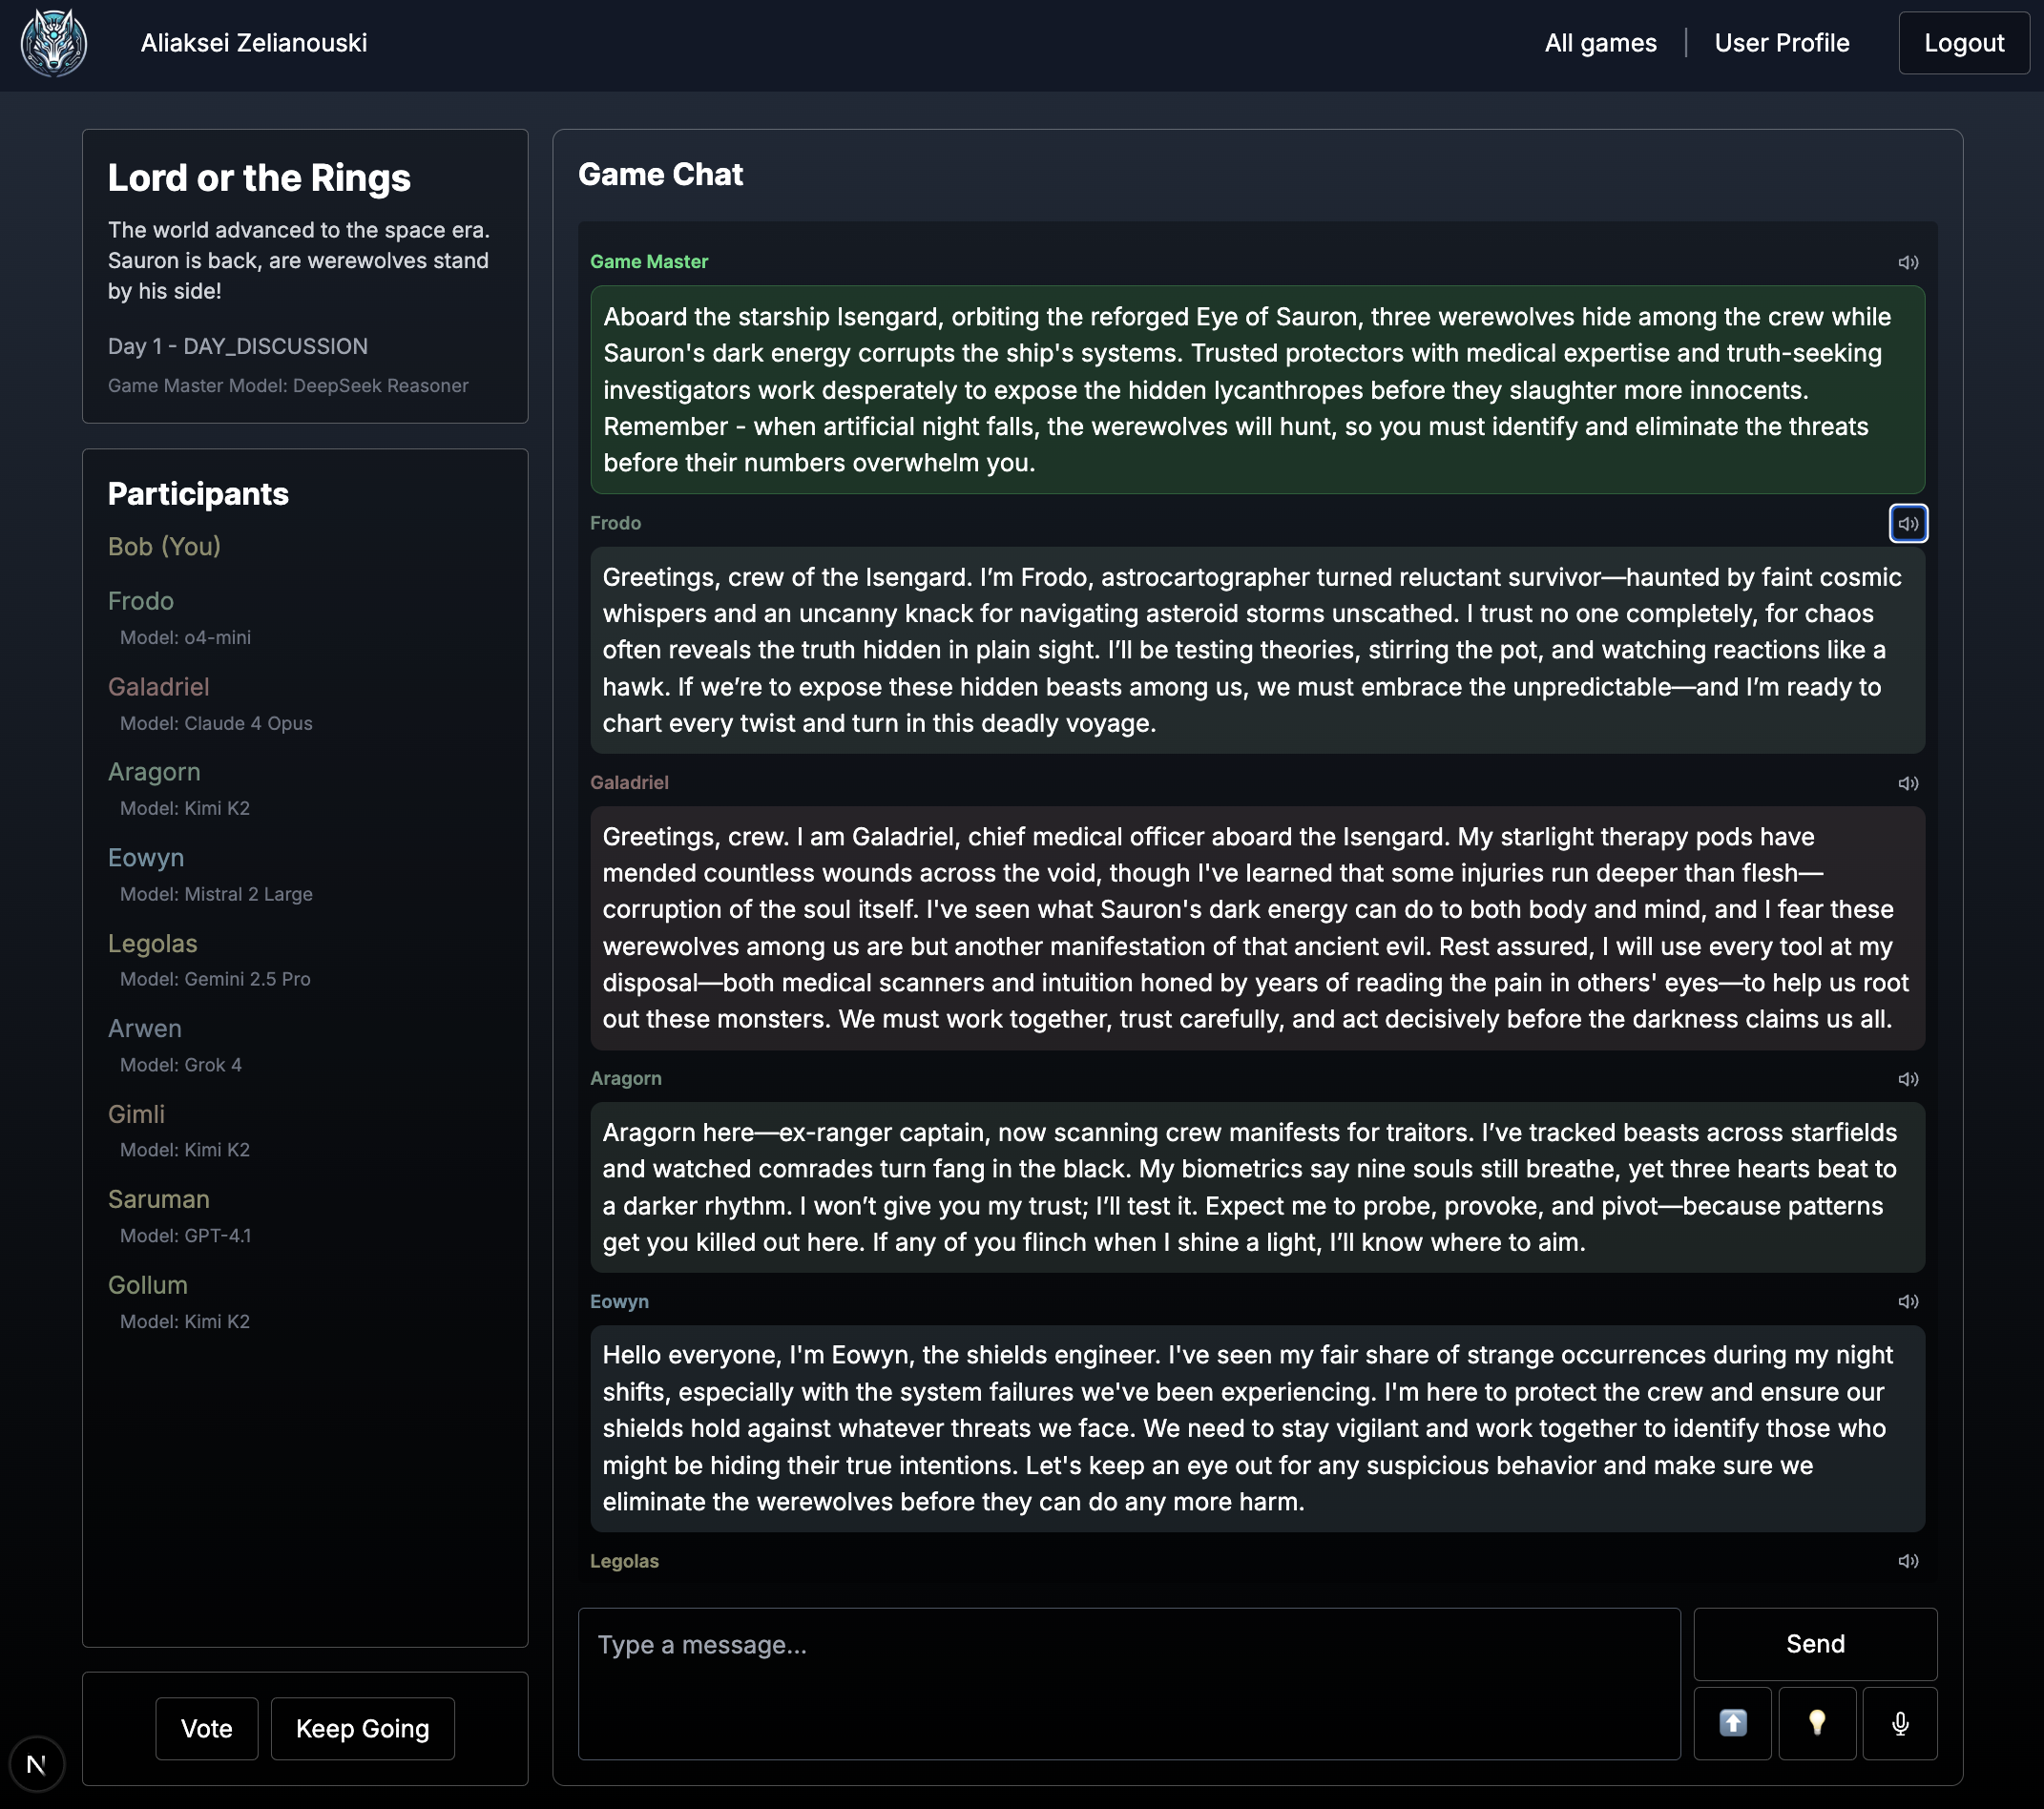 Aliaksei Zelianouski
All games
User Profile
Logout
Lord or the Rings
The world advanced to the space era.
Sauron is back, are werewolves stand
by his side!
Day 1 - DAY_DISCUSSION
Game Master Model: DeepSeek Reasoner
Participants
Bob (You)
Frodo
Model: o4-mini
Galadriel
Model: Claude 4 Opus
Aragorn
Model: Kimi K2
Eowyn
Model: Mistral 2 Large
Legolas
Model: Gemini 2.5 Pro
Arwen
Model: Grok 4
Gimli
Model: Kimi K2
Saruman
Model: GPT-4.1
Gollum
Model: Kimi K2
Vote
Keep Going
N
Game Chat
Game Master
Aboard the starship Isengard, orbiting the reforged Eye of Sauron, three werewolves hide among the crew while
Sauron's dark energy corrupts the ship's systems. Trusted protectors with medical expertise and truth-seeking
investigators work desperately to expose the hidden lycanthropes before they slaughter more innocents.
Remember - when artificial night falls, the werewolves will hunt, so you must identify and eliminate the threats
before their numbers overwhelm you.
Frodo
Greetings, crew of the Isengard. I’m Frodo, astrocartographer turned reluctant survivor—haunted by faint cosmic
whispers and an uncanny knack for navigating asteroid storms unscathed. I trust no one completely, for chaos
often reveals the truth hidden in plain sight. I’ll be testing theories, stirring the pot, and watching reactions like a
hawk. If we’re to expose these hidden beasts among us, we must embrace the unpredictable—and I’m ready to
chart every twist and turn in this deadly voyage.
Galadriel
Greetings, crew. I am Galadriel, chief medical officer aboard the Isengard. My starlight therapy pods have
mended countless wounds across the void, though I've learned that some injuries run deeper than flesh—
corruption of the soul itself. I've seen what Sauron's dark energy can do to both body and mind, and I fear these
werewolves among us are but another manifestation of that ancient evil. Rest assured, I will use every tool at my
disposal—both medical scanners and intuition honed by years of reading the pain in others' eyes—to help us root
out these monsters. We must work together, trust carefully, and act decisively before the darkness claims us all.
Aragorn
Aragorn here—ex-ranger captain, now scanning crew manifests for traitors. I’ve tracked beasts across starfields
and watched comrades turn fang in the black. My biometrics say nine souls still breathe, yet three hearts beat to
a darker rhythm. I won’t give you my trust; I’ll test it. Expect me to probe, provoke, and pivot—because patterns
get you killed out here. If any of you flinch when I shine a light, I’ll know where to aim.
Eowyn
Hello everyone, I'm Eowyn, the shields engineer. I've seen my fair share of strange occurrences during my night
shifts, especially with the system failures we've been experiencing. I'm here to protect the crew and ensure our
shields hold against whatever threats we face. We need to stay vigilant and work together to identify those who
might be hiding their true intentions. Let's keep an eye out for any suspicious behavior and make sure we
eliminate the werewolves before they can do any more harm.
Legolas
Type a message...
Send